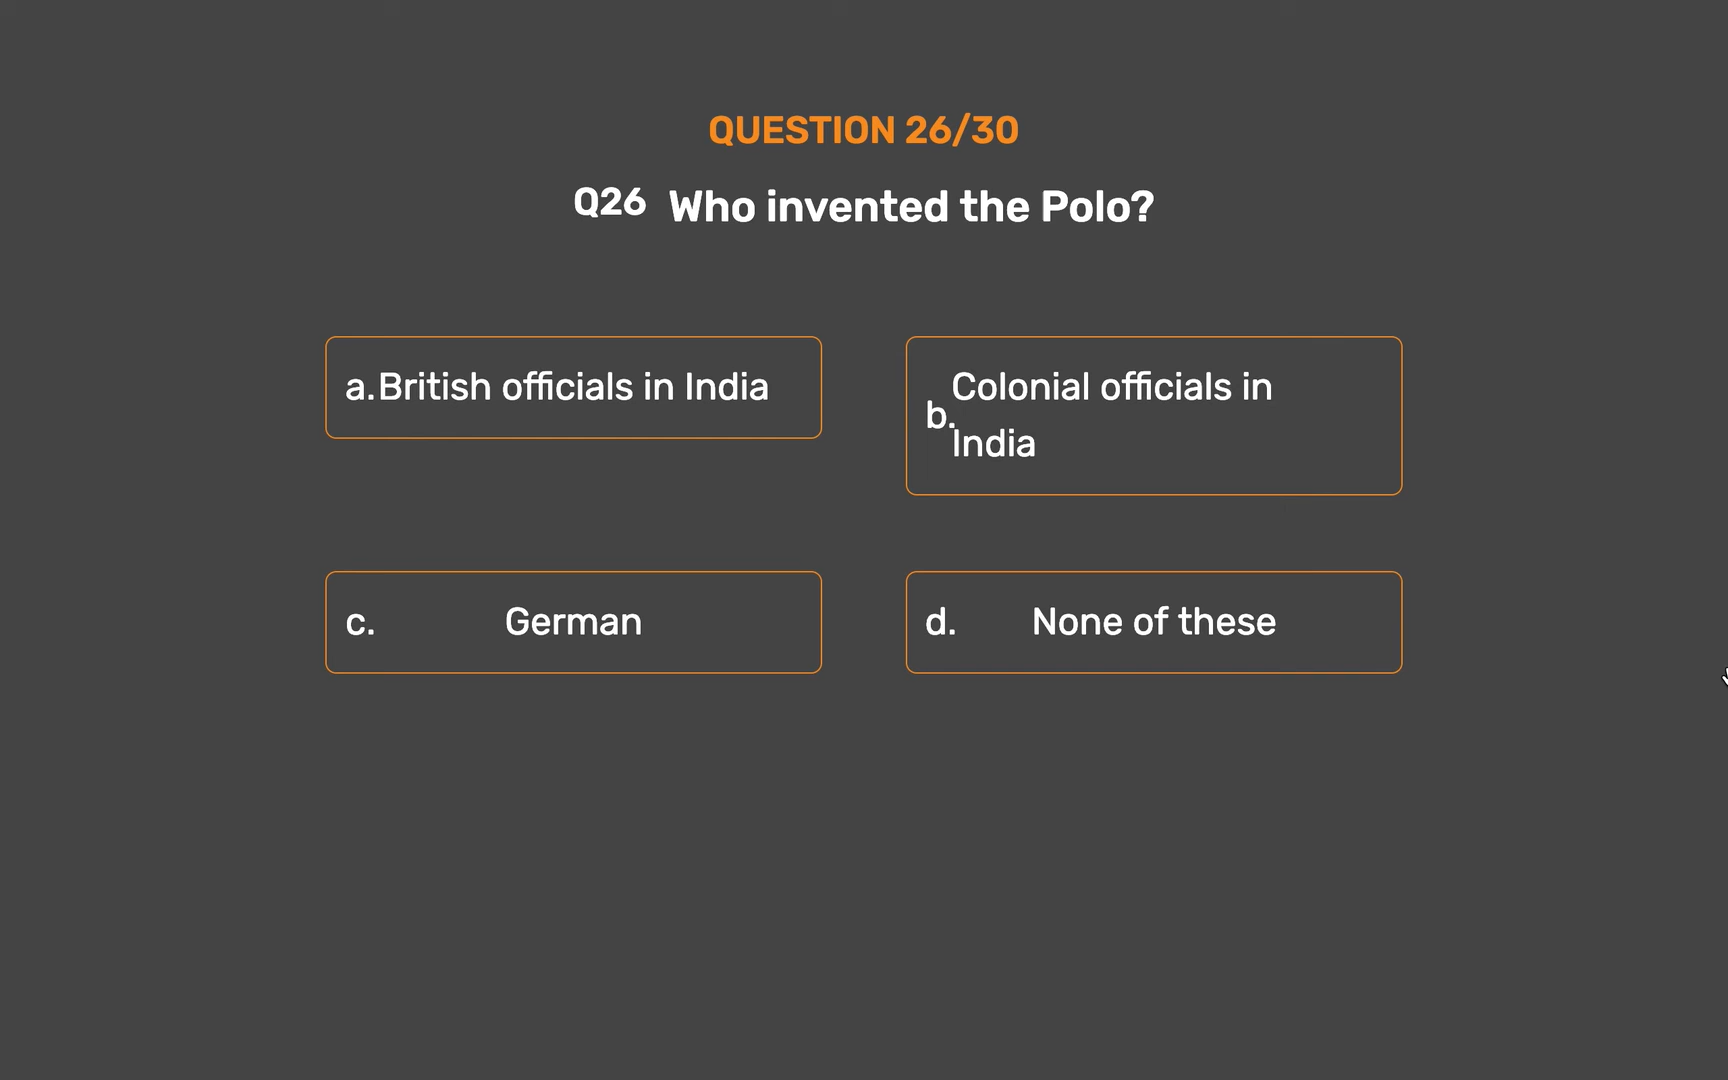 QUESTION 26/30
Q26 Who invented the Polo?
a. British officials in India
b. Colonial officials in
India
c. German
d. None of these